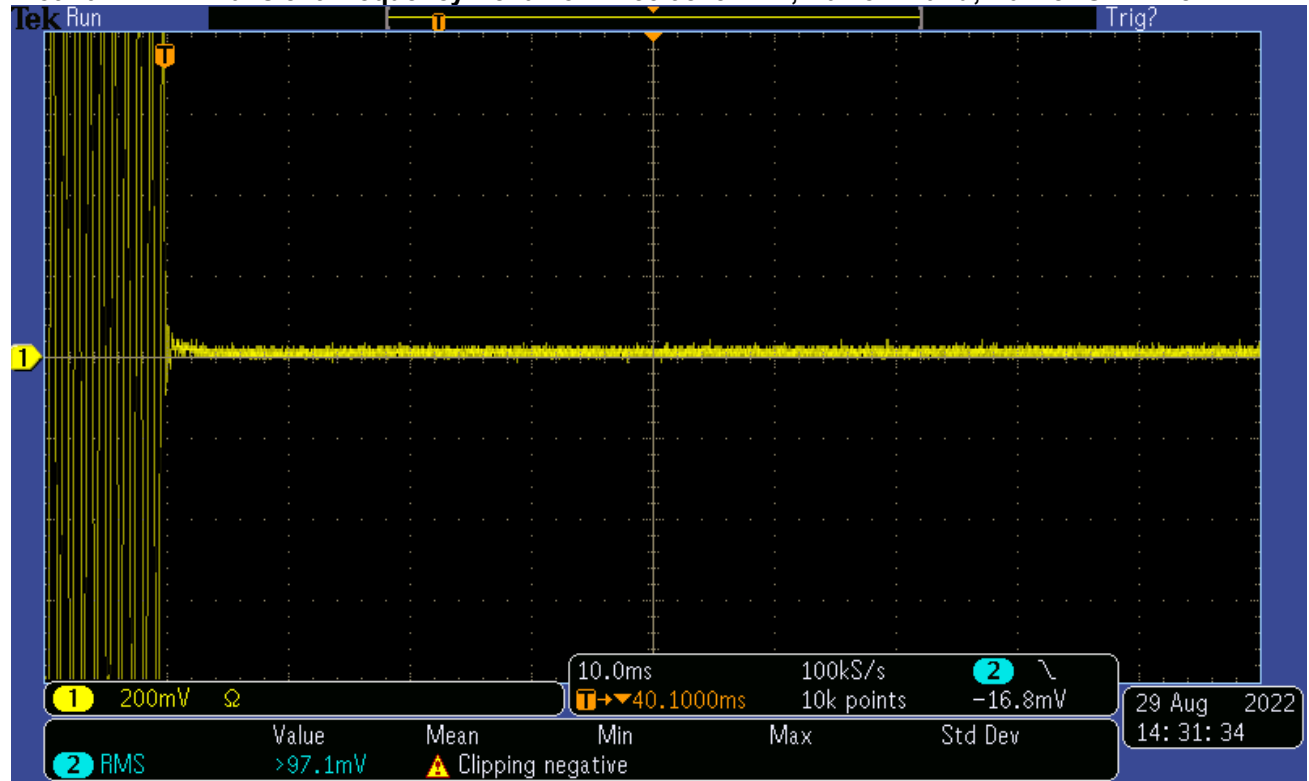 Tek Run Trig?
T
T
1
1 200mV Ω
10.0ms 100kS/s 2 \
T→▼40.1000ms 10k points −16.8mV
29 Aug 2022
14: 31: 34
Value Mean Min Max Std Dev
2 RMS >97.1mV ⚠ Clipping negative